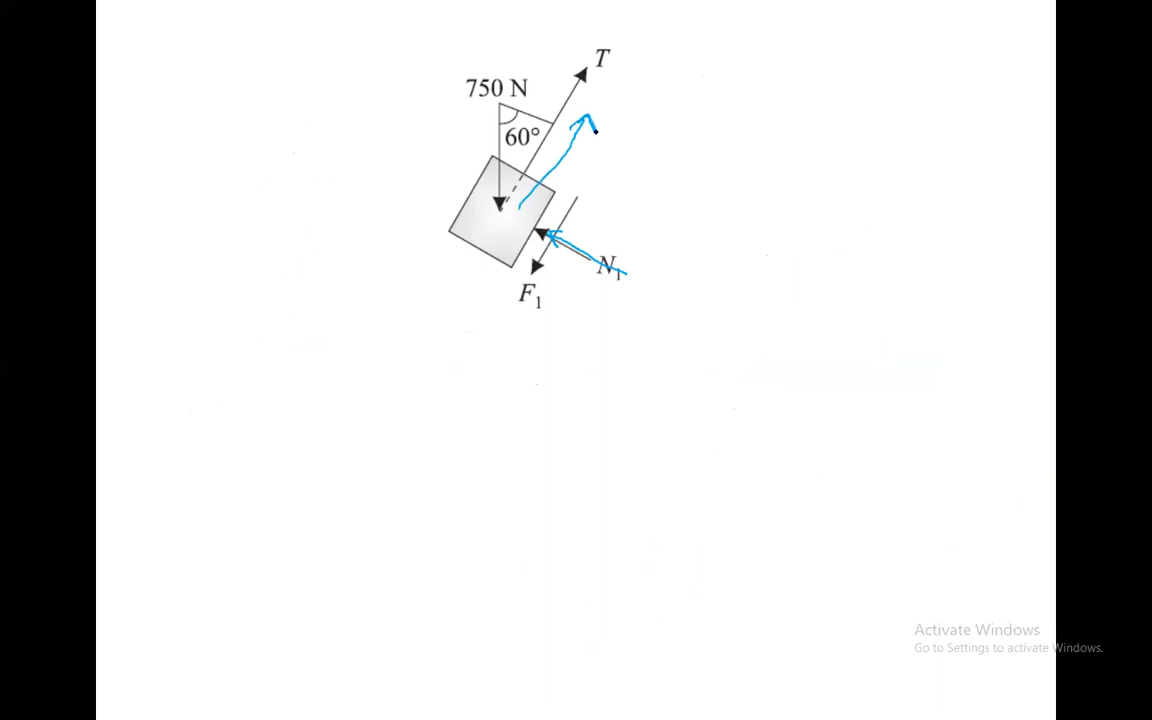 T
750 N
60°
N₁
F₁
Activate Windows
Go to Settings to activate Windows.